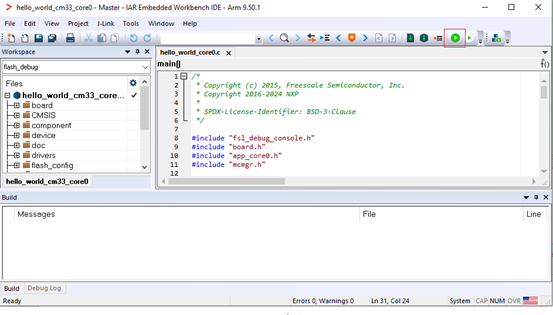 hello_world_cm33_core0 - Master - IAR Embedded Workbench IDE - Arm 9.50.1
File Edit View Project J-Link Tools Window Help
Workspace
flash_debug
Files
hello_world_cm33_core...
board
CMSIS
component
device
doc
drivers
flash_config
hello_world_cm33_core0
hello_world_core0.c
main()
f()
1 /*
2 * Copyright (c) 2015, Freescale Semiconductor, Inc.
3 * Copyright 2016-2024 NXP
4 *
5 * SPDX-License-Identifier: BSD-3-Clause
6 */
7
8 #include "fsl_debug_console.h"
9 #include "board.h"
10 #include "app_core0.h"
11 #include "mcmgr.h"
12
Build
Messages File Line
Build Debug Log
Ready Errors 0, Warnings 0 Ln 31, Col 24 System CAP NUM OVR